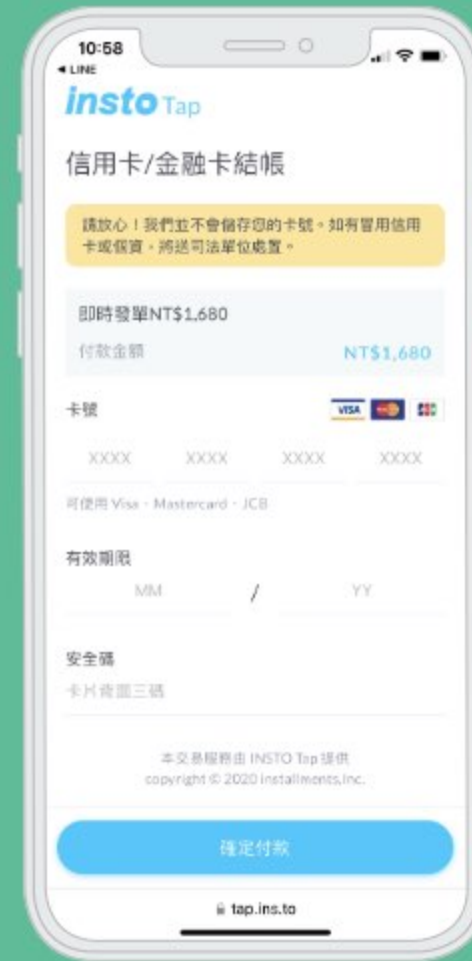 10:58
◀ LINE
insto Tap
信用卡/金融卡結帳
請放心！我們並不會儲存您的卡號。如有冒用信用
卡或個資，將送司法單位處置。
即時發單NT$1,680
付款金額 NT$1,680
卡號 VISA JCB
XXXX XXXX XXXX XXXX
可使用 Visa、Mastercard、JCB
有效期限
MM / YY
安全碼
卡片背面三碼
本交易服務由 INSTO Tap 提供
copyright © 2020 installments,Inc.
確定付款
tap.ins.to